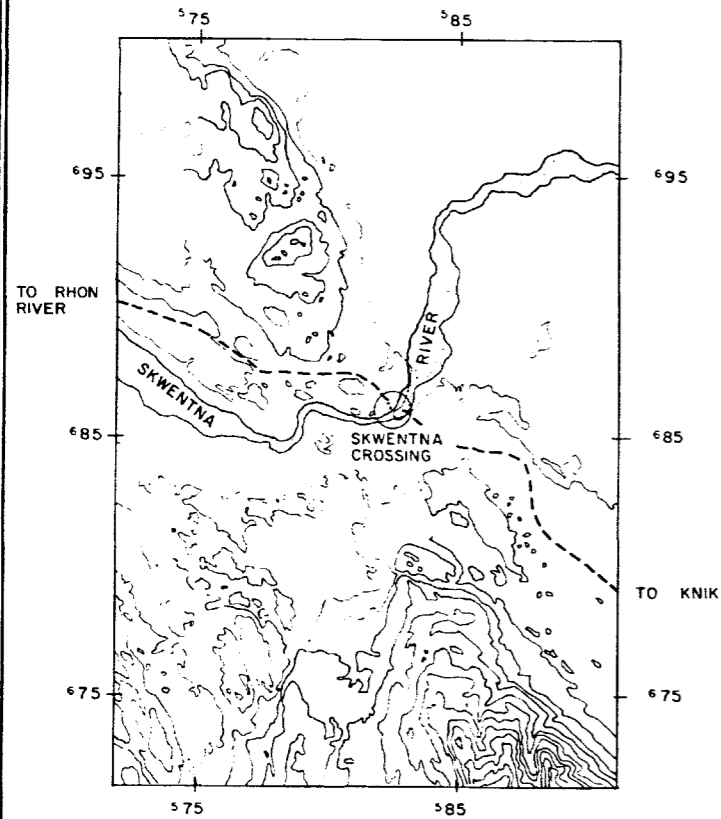 575
585
695
695
TO RHON
RIVER
RIVER
SKWENTNA
685
SKWENTNA
CROSSING
685
TO KNIK
675
675
575
585